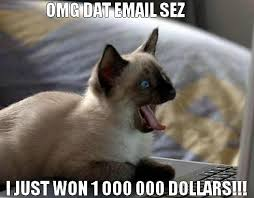 OMG DAT EMAIL SEZ
I JUST WON 1 000 000 DOLLARS!!!